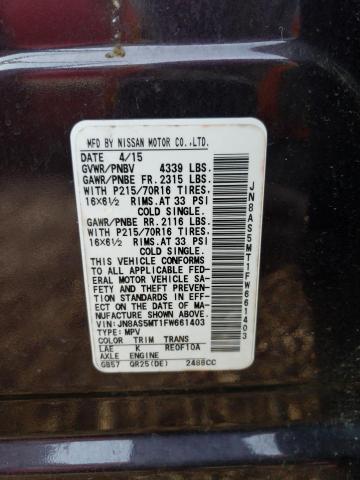 MFD BY NISSAN MOTOR CO.,LTD.
DATE 4/15
GVWR/PNBV 4339 LBS.
GAWR/PNBE FR. 2315 LBS.
WITH P215/70R16 TIRES.
16X6½ RIMS.AT 33 PSI
COLD SINGLE.
GAWR/PNBE RR. 2116 LBS.
WITH P215/70R16 TIRES.
16X6½ RIMS.AT 33 PSI
COLD SINGLE.
THIS VEHICLE CONFORMS
TO ALL APPLICABLE FED-
ERAL MOTOR VEHICLE SA-
FETY AND THEFT PREVEN-
TION STANDARDS IN EFF-
ECT ON THE DATE OF MA-
NUFACTURE SHOWN ABOVE.
VIN:JN8AS5MT1FW661403
TYPE: MPV
COLOR TRIM TRANS
LAE K RE0F10A
AXLE ENGINE
GB57 QR25(DE) 2488CC
JN8AS5MT1FW661403